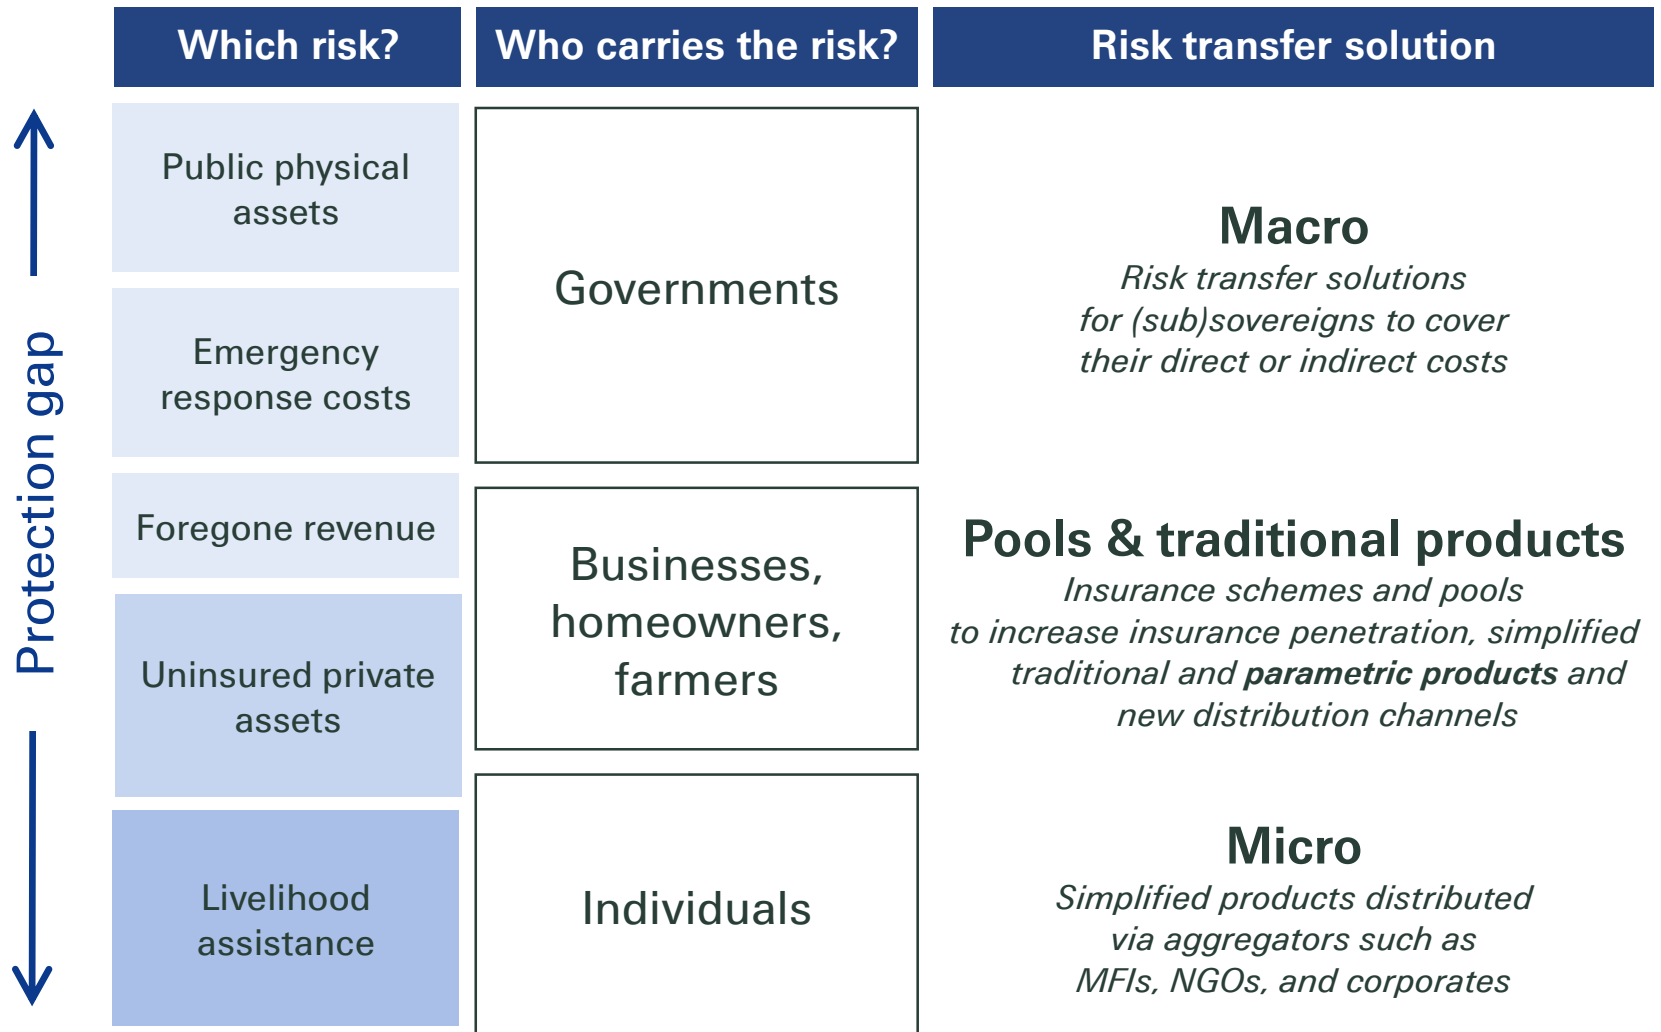 Which risk?
Who carries the risk?
Risk transfer solution
Protection gap
Public physical
assets
Emergency
response costs
Foregone revenue
Uninsured private
assets
Livelihood
assistance
Governments
Businesses,
homeowners,
farmers
Individuals
Macro
Risk transfer solutions
for (sub)sovereigns to cover
their direct or indirect costs
Pools & traditional products
Insurance schemes and pools
to increase insurance penetration, simplified
traditional and parametric products and
new distribution channels
Micro
Simplified products distributed
via aggregators such as
MFIs, NGOs, and corporates